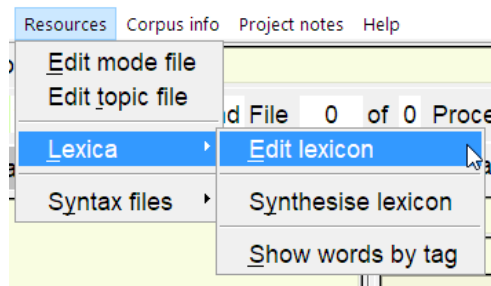 Resources Corpus info Project notes Help
Edit mode file
Edit topic file
File 0 of 0
Lexica
Edit lexicon
Syntax files
Synthesise lexicon
Show words by tag